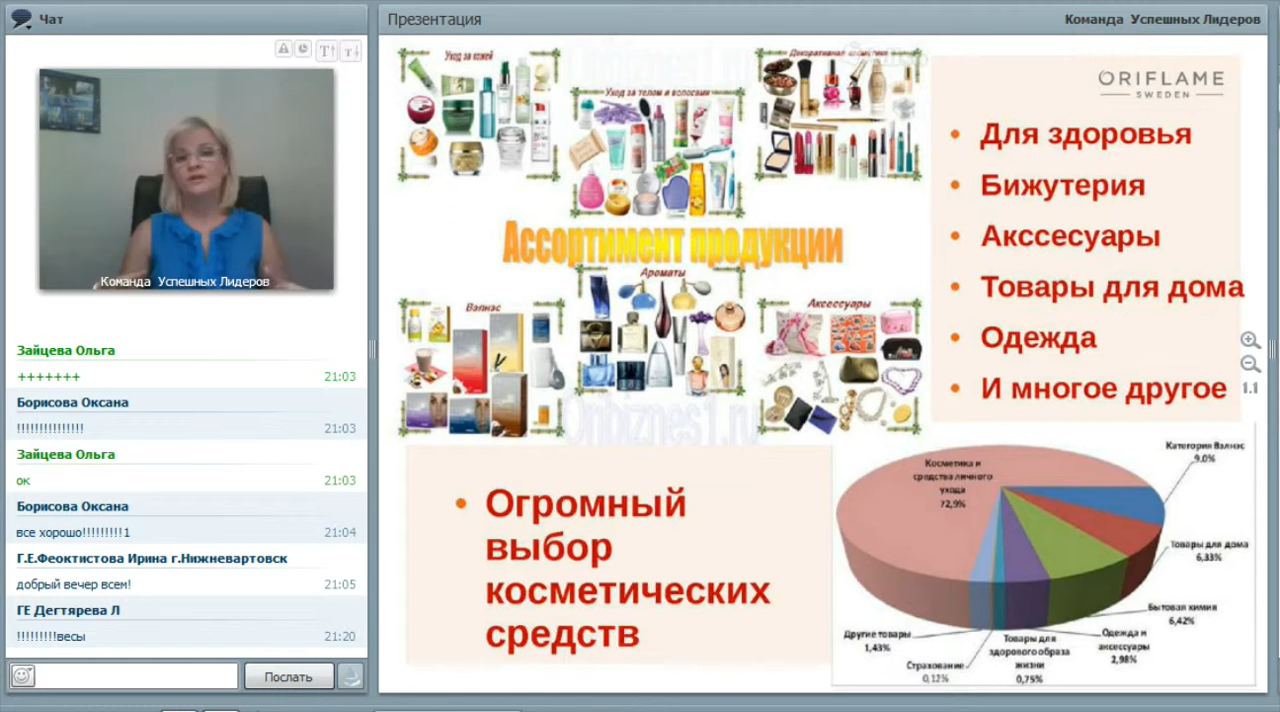 Чат
Команда Успешных Лидеров
Зайцева Ольга
+++++++
21:03
Борисова Оксана
!!!!!!!!!!!!!!!
21:03
Зайцева Ольга
ок
21:03
Борисова Оксана
все хорошо!!!!!!!!!1
21:04
Г.Е.Феоктистова Ирина г.Нижневартовск
добрый вечер всем!
21:05
ГЕ Дегтярева Л
!!!!!!!!!весы
21:20
Послать
Презентация
Команда Успешных Лидеров
Уход за кожей
Уход за телом и волосами
Декоративная косметика
Ассортимент продукции
Вэлнэс
Ароматы
Аксессуары
Onbiznes1.ru
ORIFLAME
SWEDEN
• Для здоровья
• Бижутерия
• Акссесуары
• Товары для дома
• Одежда
• И многое другое
1.1
• Огромный
выбор
косметических
средств
Косметика и
средства личного
ухода
72,9%
Категория Вэлнэс
9.0%
Товары для дома
6,33%
Бытовая химия
6,42%
Одежда и
аксессуары
2,98%
Товары для
здорового образа
жизни
0,75%
Страхование
0,12%
Другие товары
1,43%